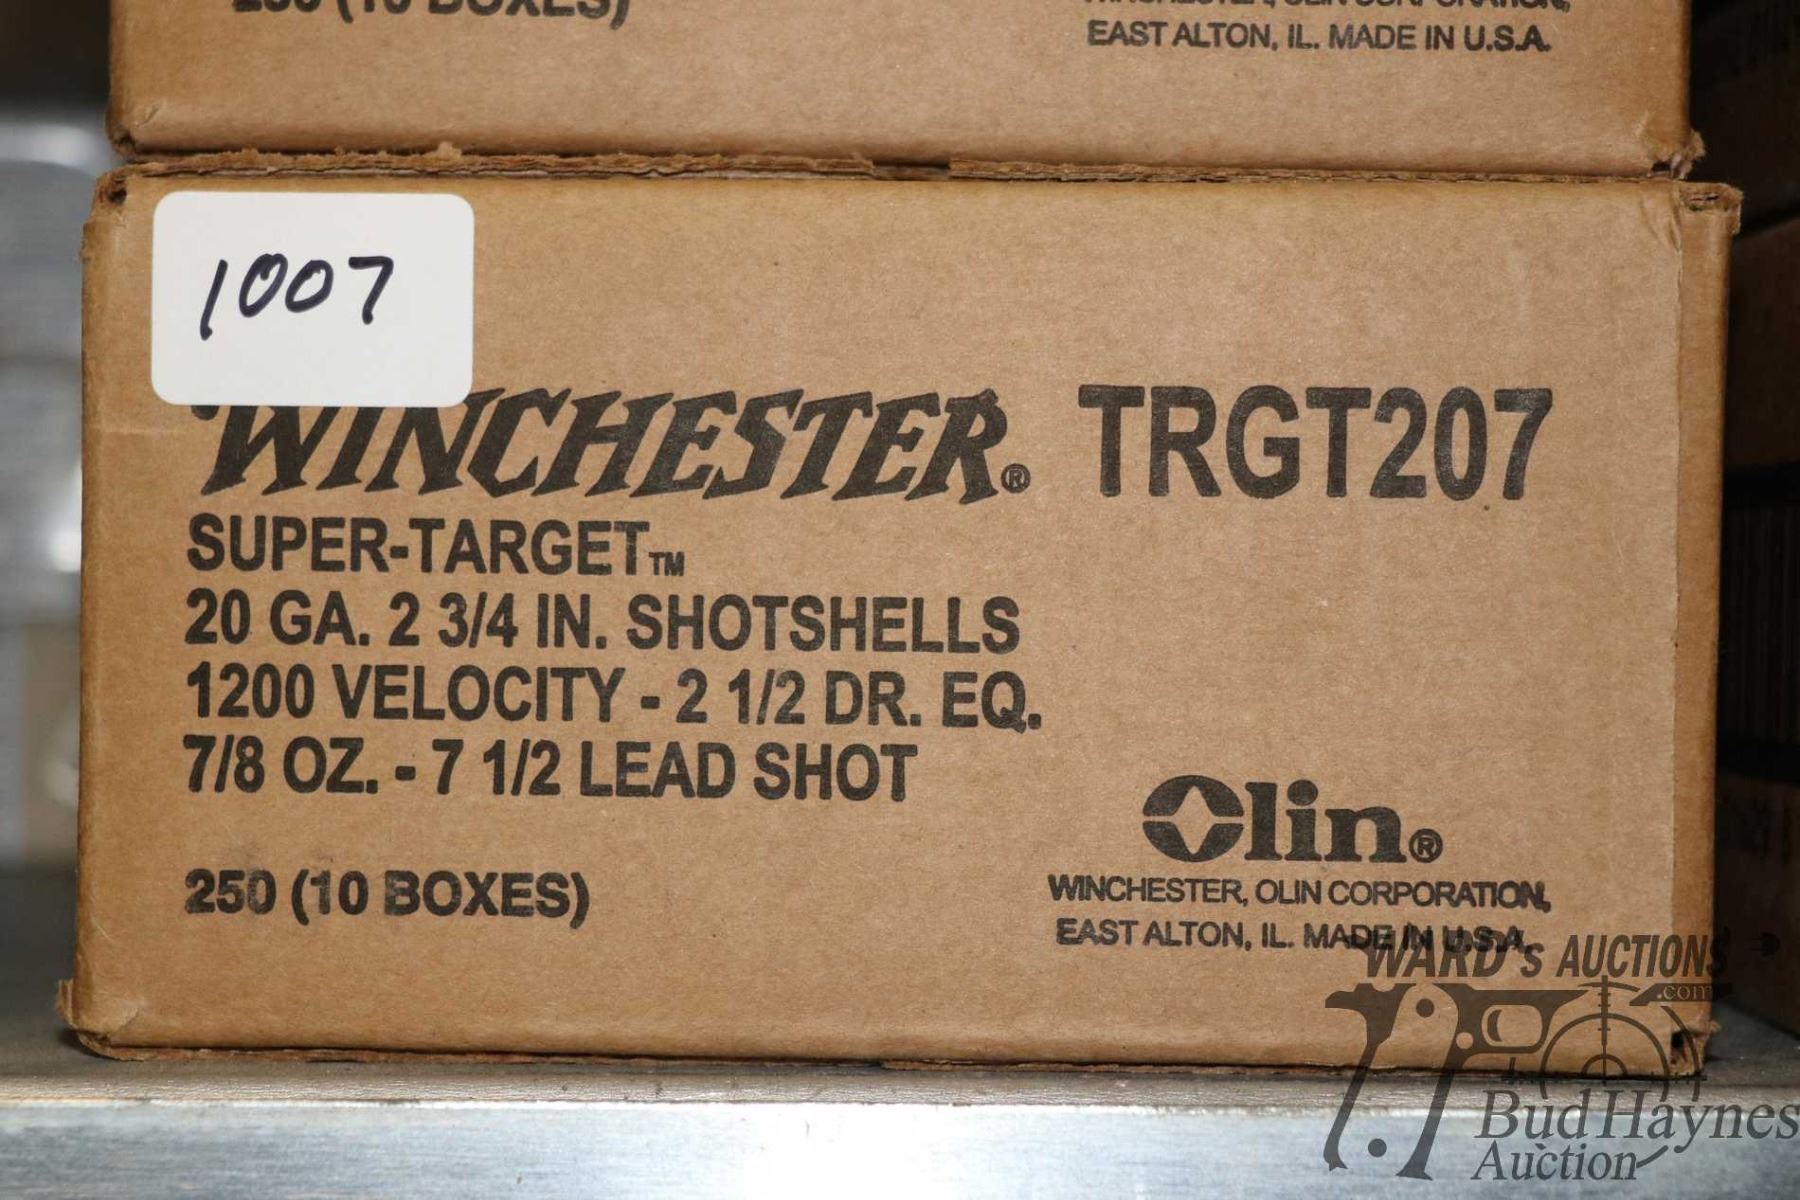 250 (10 BOXES)
WINCHESTER, OLIN CORPORATION,
EAST ALTON, IL. MADE IN U.S.A.
1007
WINCHESTER® TRGT207
SUPER-TARGET™
20 GA. 2 3/4 IN. SHOTSHELLS
1200 VELOCITY - 2 1/2 DR. EQ.
7/8 OZ. - 7 1/2 LEAD SHOT
250 (10 BOXES)
Olin®
WINCHESTER, OLIN CORPORATION,
EAST ALTON, IL. MADE IN U.S.A.
WARD's AUCTIONS
.com
Bud Haynes
Auction